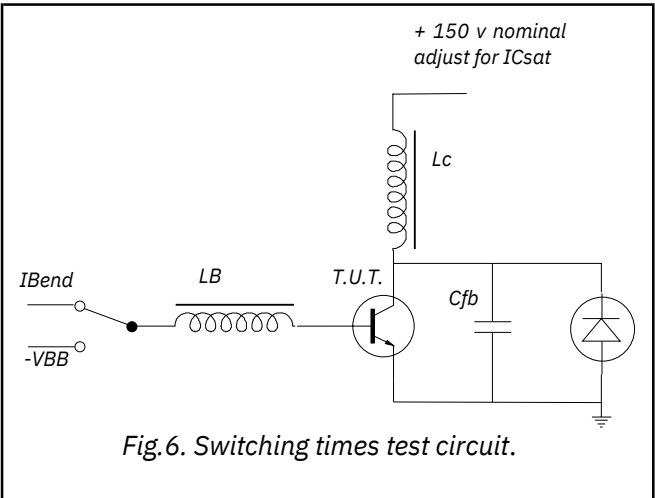 + 150 v nominal
adjust for ICsat
Lc
IBend
LB
T.U.T.
Cfb
-VBB
Fig.6. Switching times test circuit.